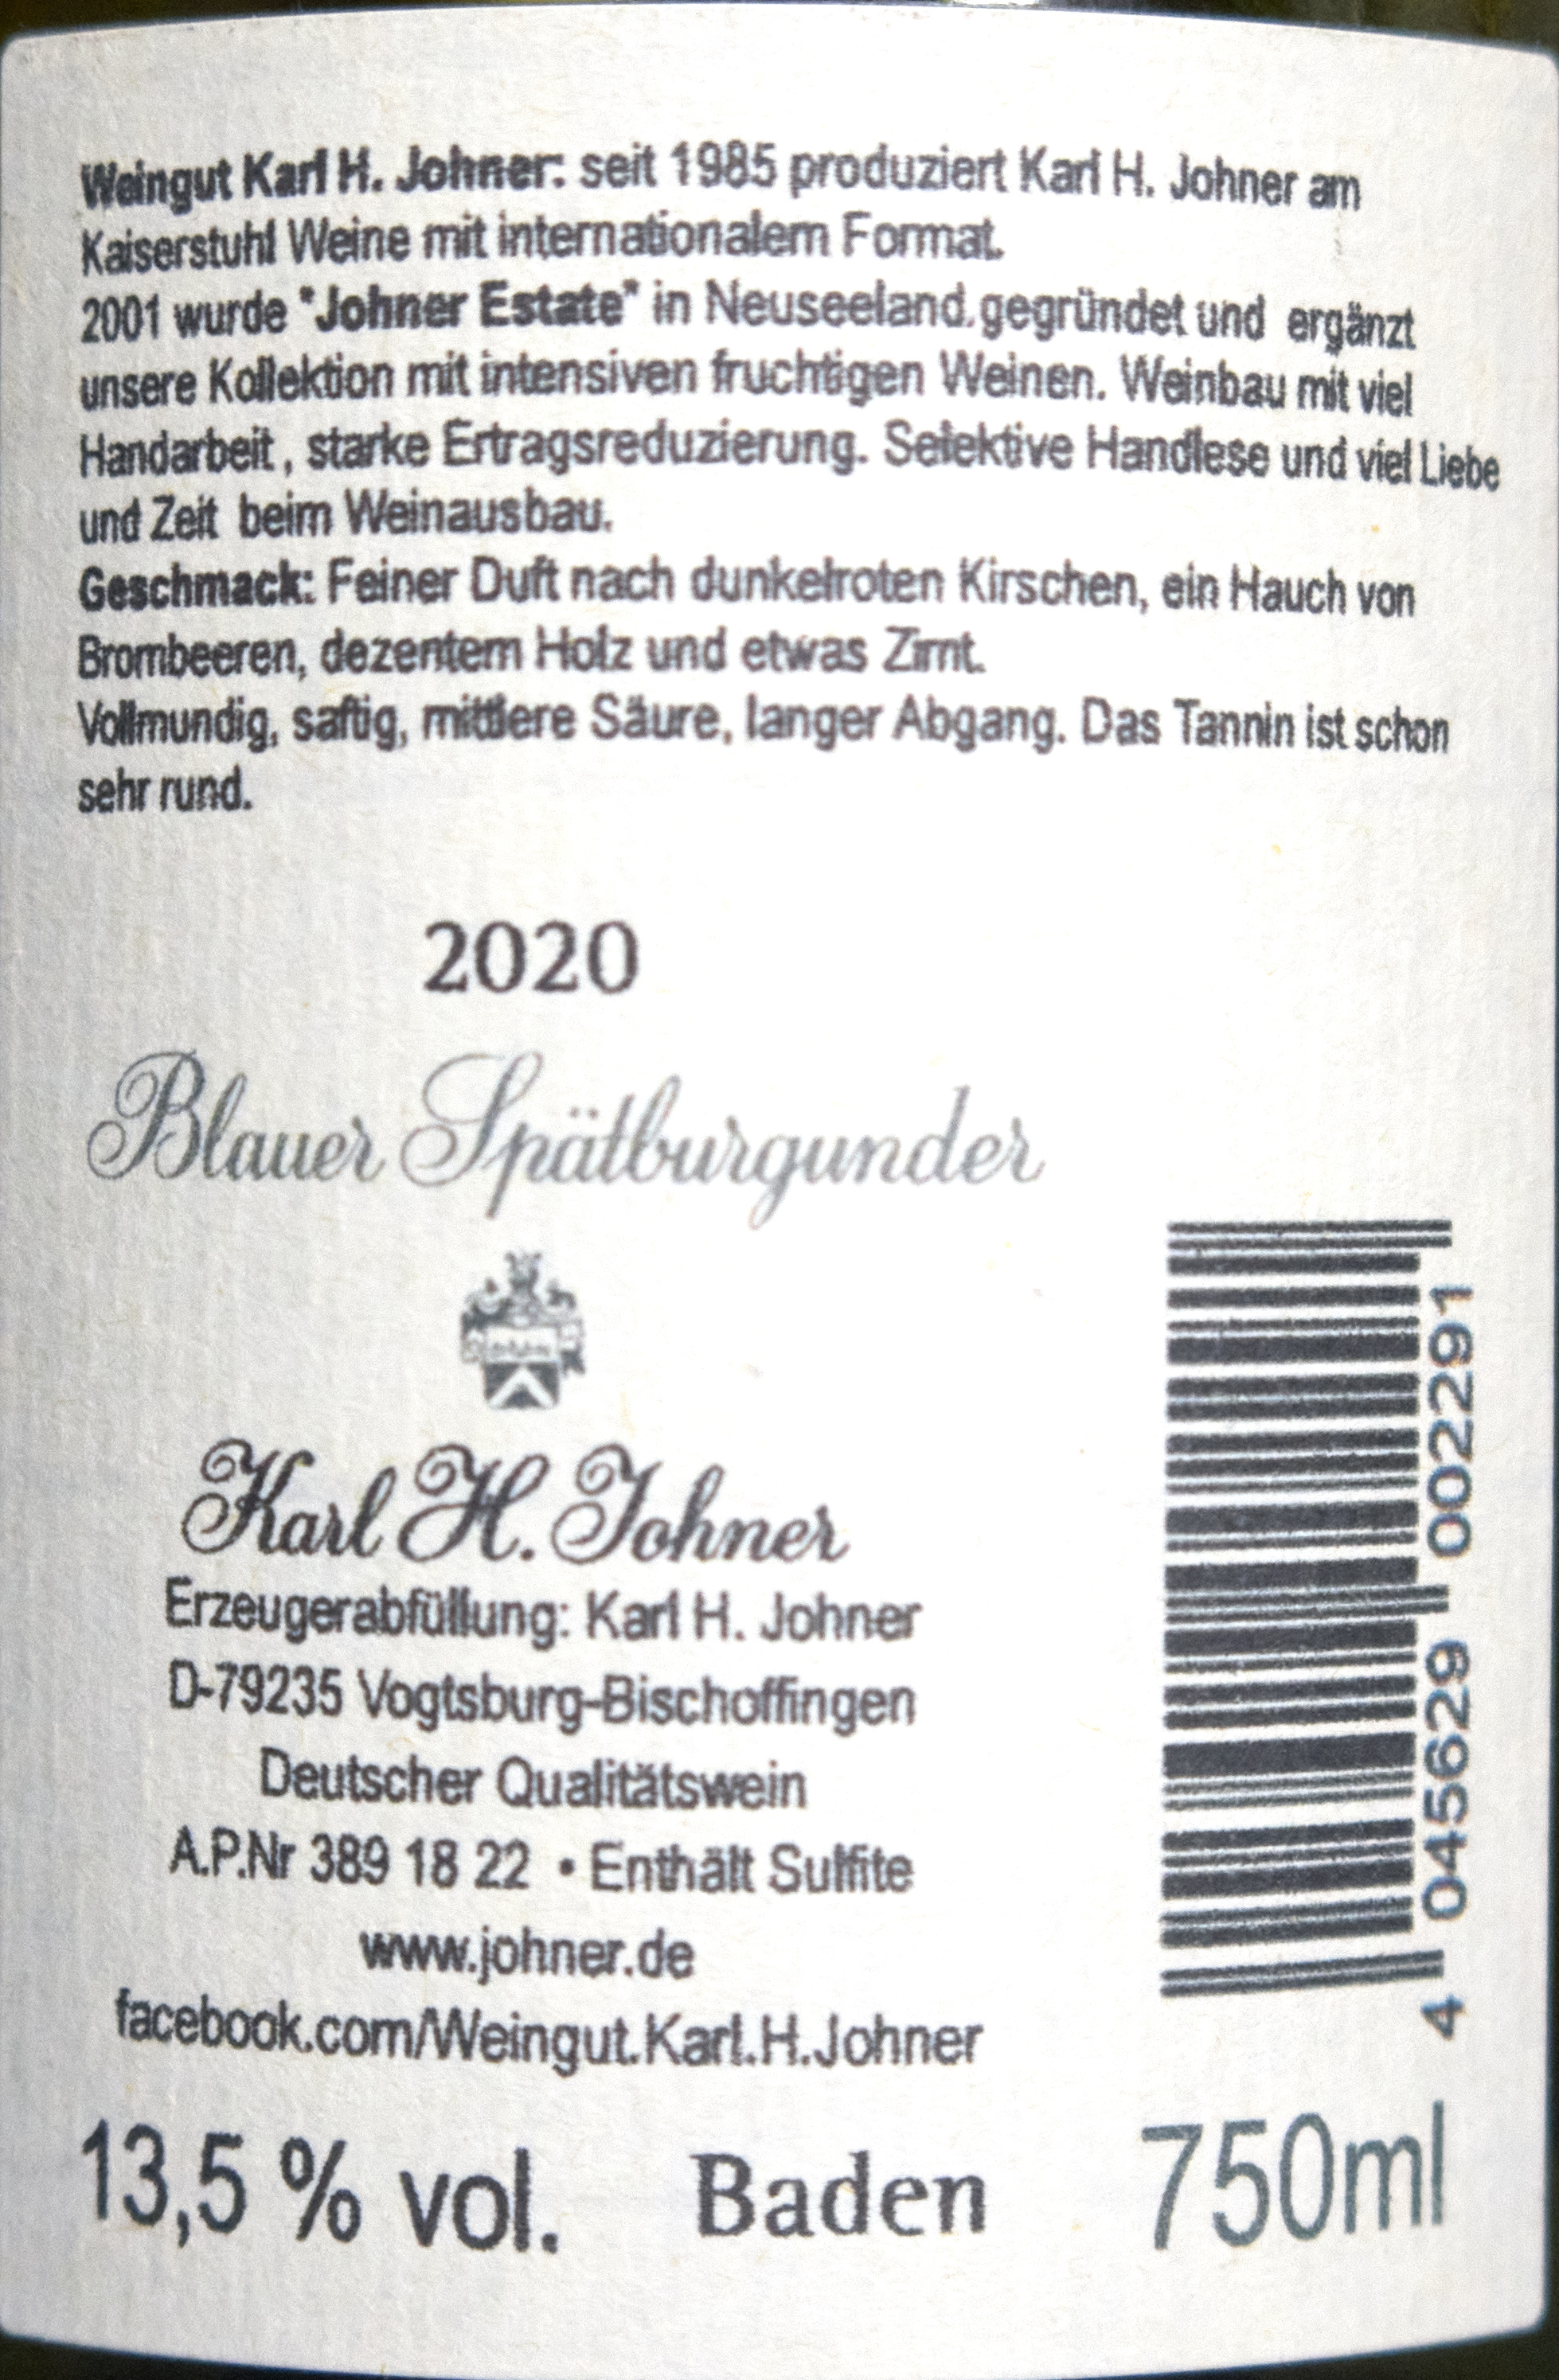 Weingut Karl H. Johner: seit 1985 produziert Karl H. Johner am
Kaiserstuhl Weine mit internationalem Format.
2001 wurde "Johner Estate" in Neuseeland.gegründet und ergänzt
unsere Kollektion mit intensiven fruchtigen Weinen. Weinbau mit viel
Handarbeit, starke Ertragsreduzierung. Selektive Handlese und viel Liebe
und Zeit beim Weinausbau.
Geschmack: Feiner Duft nach dunkelroten Kirschen, ein Hauch von
Brombeeren, dezentem Holz und etwas Zimt.
Vollmundig, saftig, mittlere Säure, langer Abgang. Das Tannin ist schon
sehr rund.
2020
Blauer Spätburgunder
Karl H. Johner
Erzeugerabfüllung: Karl H. Johner
D-79235 Vogtsburg-Bischoffingen
Deutscher Qualitätswein
A.P.Nr 389 18 22 • Enthält Sulfite
www.johner.de
facebook.com/Weingut.Karl.H.Johner
4 045629 002291
13,5 % vol. Baden 750ml